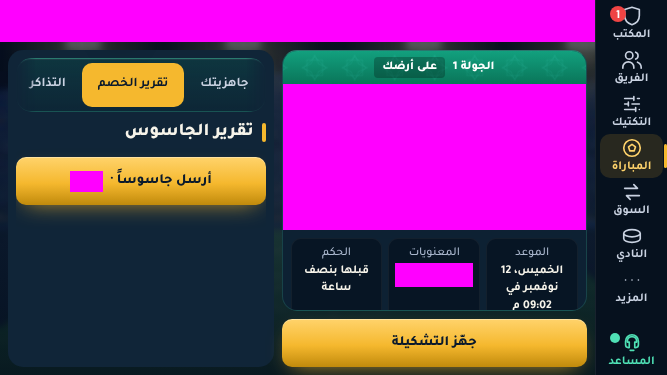 1
المكتب
الفريق
التكتيك
المباراة
السوق
النادي
...
المزيد
المساعد
الجولة 1
على أرضك
الموعد
الخميس، 12
نوفمبر في
09:02 م
المعنويات
الحكم
قبلها بنصف
ساعة
جهّز التشكيلة
جاهزيتك
تقرير الخصم
التذاكر
تقرير الجاسوس
أرسل جاسوساً ·